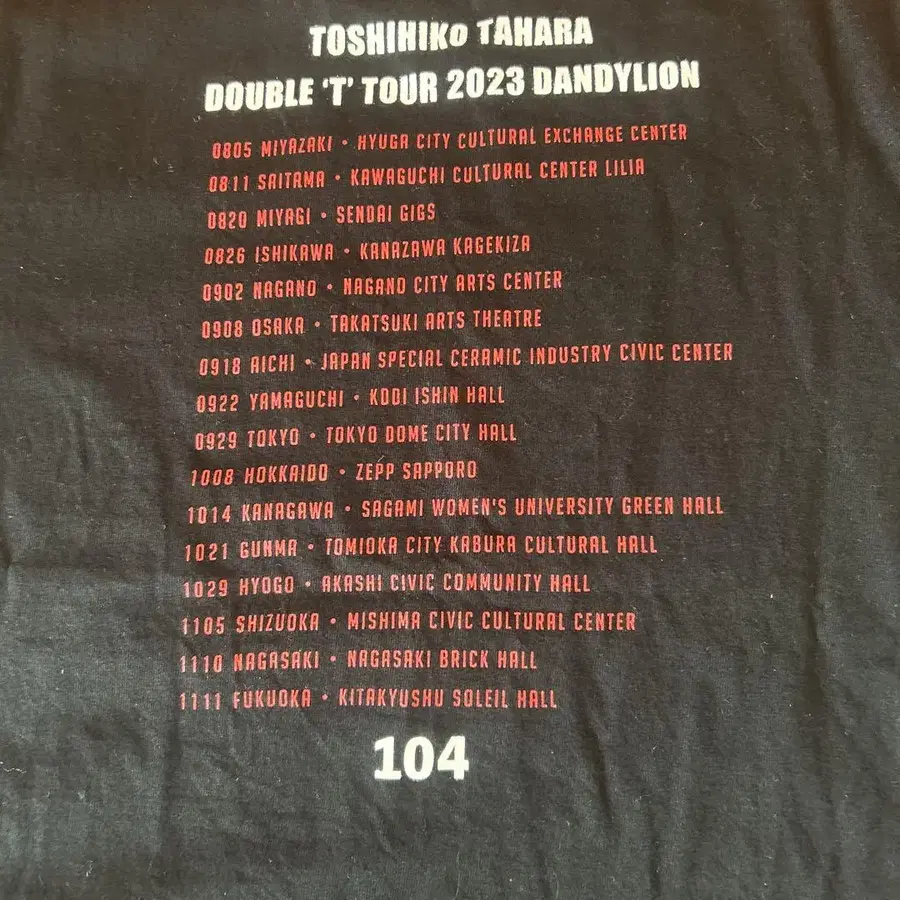 TOSHIHIKO TAHARA
DOUBLE 'T' TOUR 2023 DANDYLION
0805 MIYAZAKI • HYUGA CITY CULTURAL EXCHANGE CENTER
0811 SAITAMA • KAWAGUCHI CULTURAL CENTER LILIA
0820 MIYAGI • SENDAI GIGS
0826 ISHIKAWA • KANAZAWA KAGEKIZA
0902 NAGANO • NAGANO CITY ARTS CENTER
0908 OSAKA • TAKATSUKI ARTS THEATRE
0918 AICHI • JAPAN SPECIAL CERAMIC INDUSTRY CIVIC CENTER
0922 YAMAGUCHI • KDDI ISHIN HALL
0929 TOKYO • TOKYO DOME CITY HALL
1008 HOKKAIDO • ZEPP SAPPORO
1014 KANAGAWA • SAGAMI WOMEN'S UNIVERSITY GREEN HALL
1021 GUNMA • TOMIOKA CITY KABURA CULTURAL HALL
1029 HYOGO • AKASHI CIVIC COMMUNITY HALL
1105 SHIZUOKA • MISHIMA CIVIC CULTURAL CENTER
1110 NAGASAKI • NAGASAKI BRICK HALL
1111 FUKUOKA • KITAKYUSHU SOLEIL HALL
104